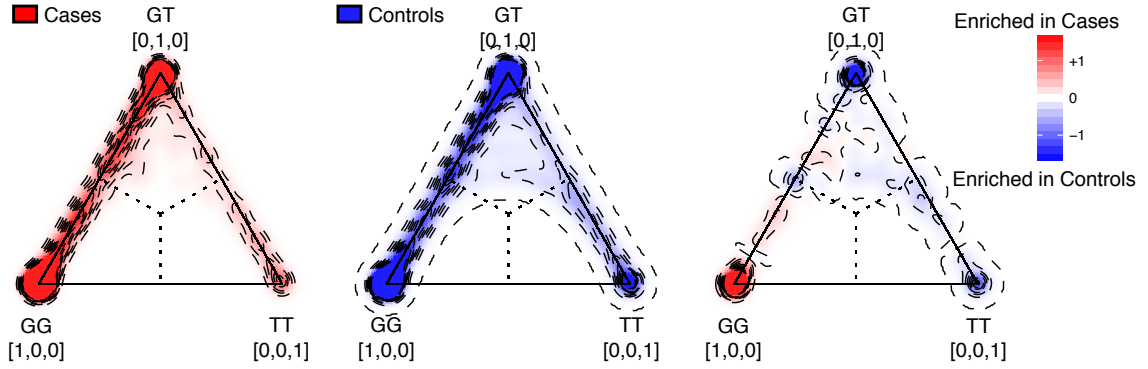 Cases
GT
[0,1,0]
GG
[1,0,0]
TT
[0,0,1]
Controls
GT
[0,1,0]
GG
[1,0,0]
TT
[0,0,1]
GT
[0,1,0]
GG
[1,0,0]
TT
[0,0,1]
Enriched in Cases
+1
0
−1
Enriched in Controls